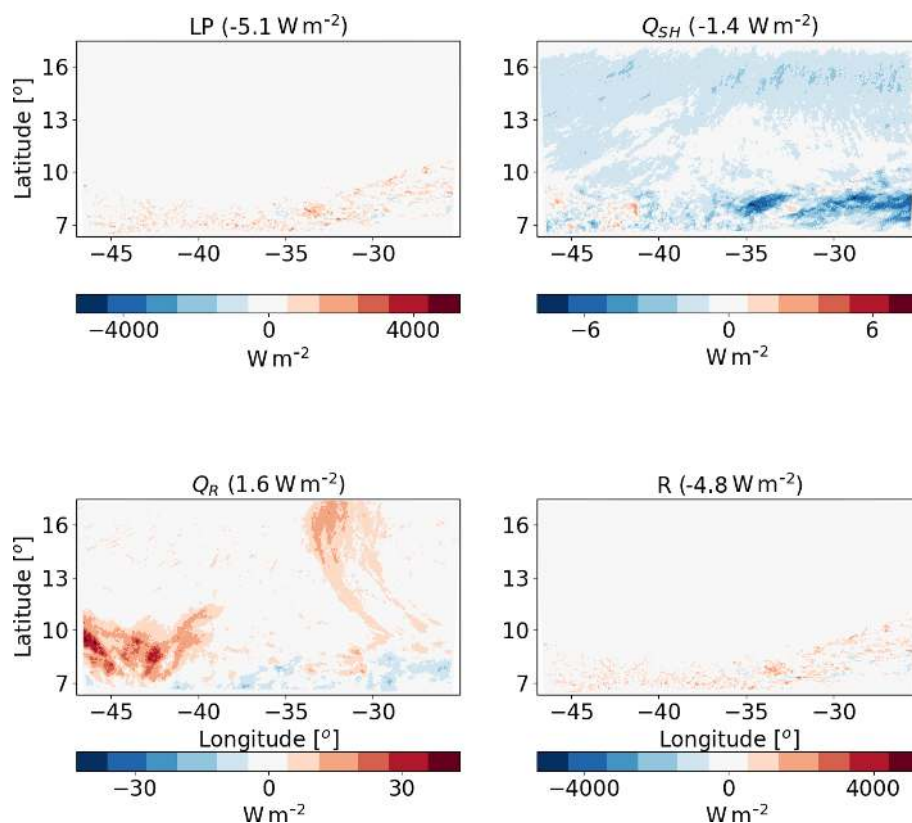 LP (-5.1 W m⁻²)
Latitude [°]
16
13
10
7
−45 −40 −35 −30
−4000 0 4000
W m⁻²
Q_SH (-1.4 W m⁻²)
16
13
10
7
−45 −40 −35 −30
−6 0 6
W m⁻²
Q_R (1.6 W m⁻²)
Latitude [°]
16
13
10
7
−45 −40 −35 −30
Longitude [°]
−30 0 30
W m⁻²
R (-4.8 W m⁻²)
16
13
10
7
−45 −40 −35 −30
Longitude [°]
−4000 0 4000
W m⁻²